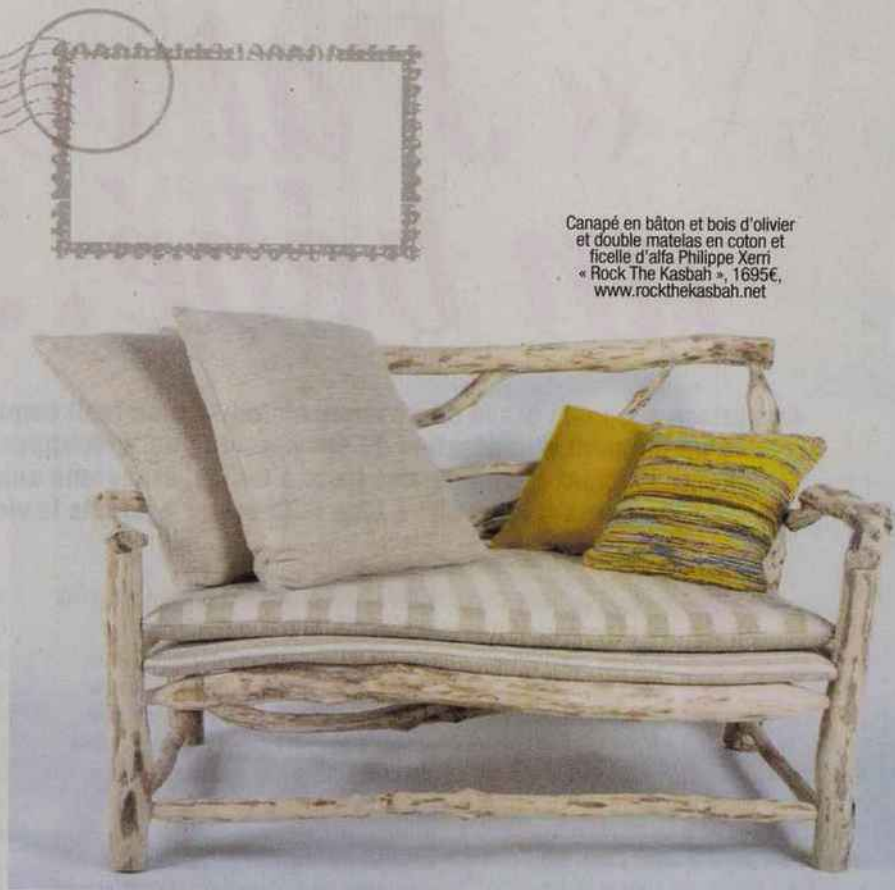 Canapé en bâton et bois d'olivier
et double matelas en coton et
ficelle d'alfa Philippe Xerri
« Rock The Kasbah », 1695€,
www.rockthekasbah.net